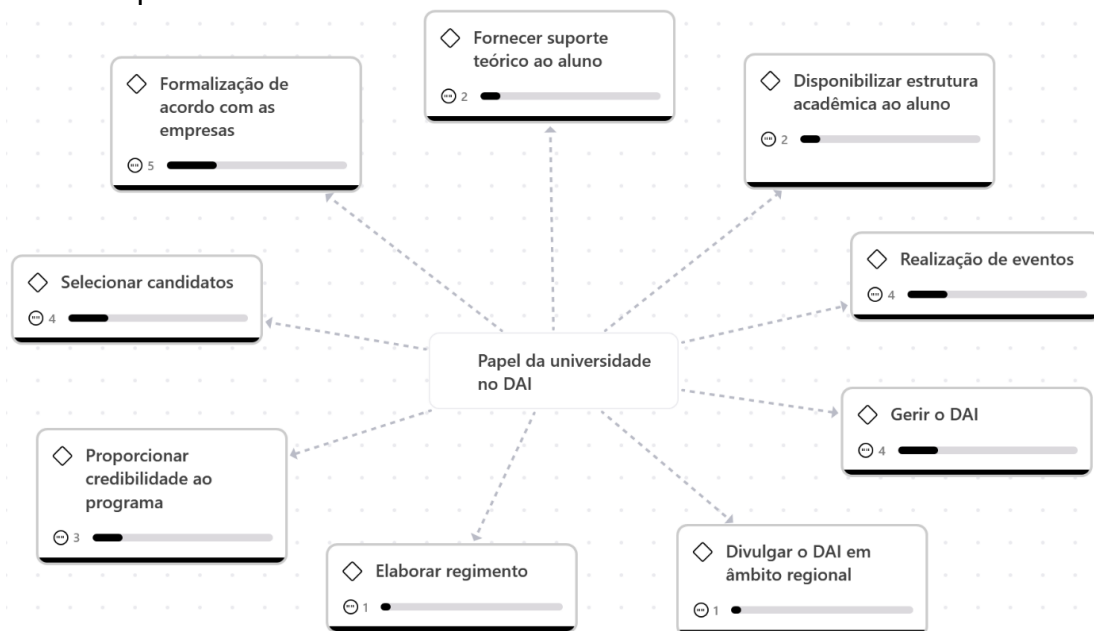 Fornecer suporte
teórico ao aluno
2
Formalização de
acordo com as
empresas
5
Disponibilizar estrutura
acadêmica ao aluno
2
Selecionar candidatos
4
Realização de eventos
4
Papel da universidade
no DAI
Gerir o DAI
4
Proporcionar
credibilidade ao
programa
3
Elaborar regimento
1
Divulgar o DAI em
âmbito regional
1